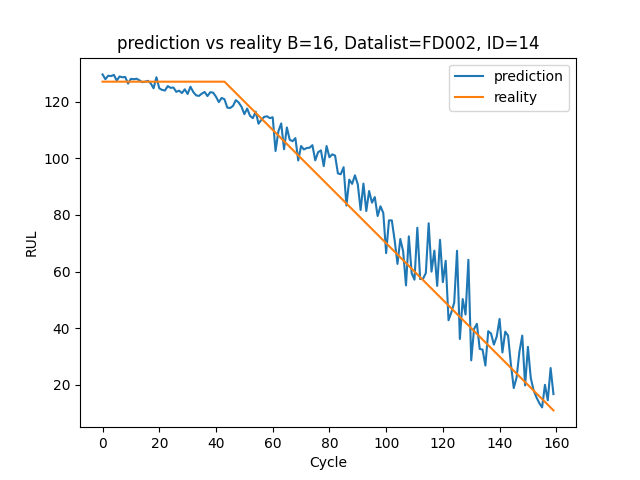 prediction vs reality B=16, Datalist=FD002, ID=14
prediction
reality
RUL
120
100
80
60
40
20
0 20 40 60 80 100 120 140 160
Cycle